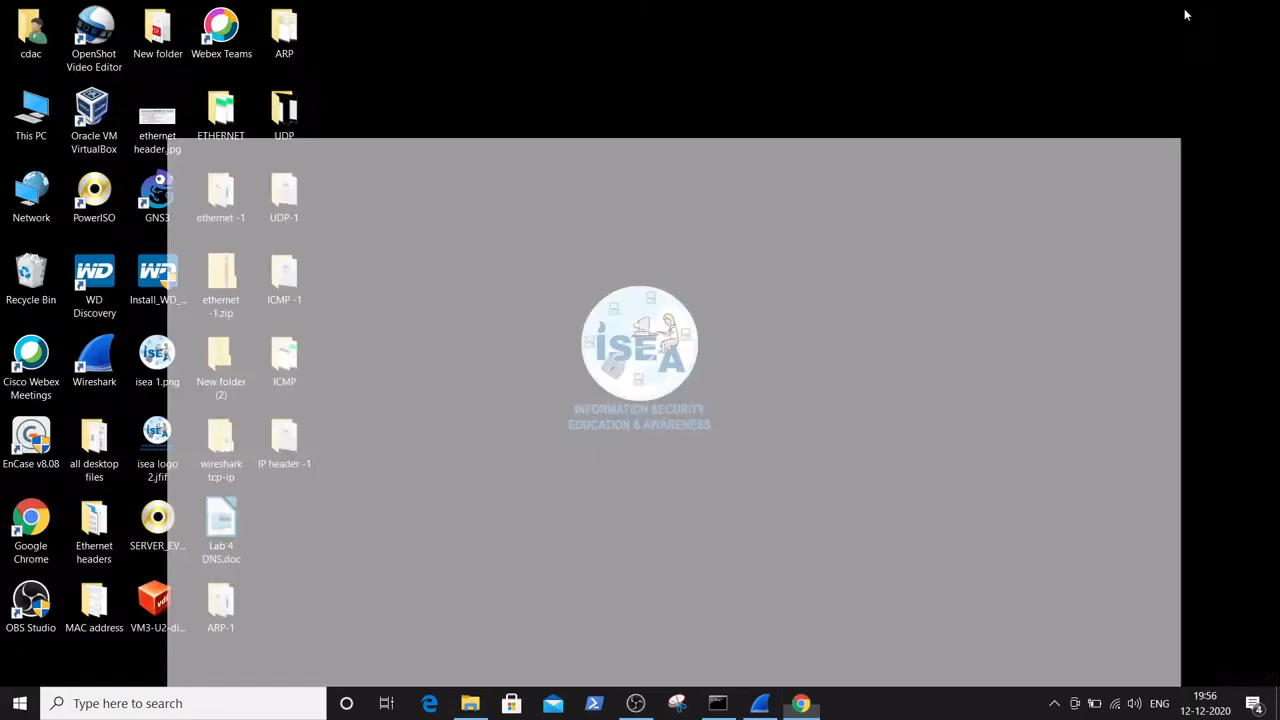 cdac
OpenShot
Video Editor
New folder
Webex Teams
ARP
This PC
Oracle VM
VirtualBox
ethernet
header.jpg
ETHERNET
UDP
Network
PowerISO
GNS3
ethernet -1
UDP-1
Recycle Bin
WD
WD
Discovery
Install_WD_...
ethernet
-1.zip
ICMP -1
Cisco Webex
Meetings
Wireshark
isea 1.png
New folder
(2)
ICMP
EnCase v8.08
all desktop
files
isea logo
2.jfif
wireshark
tcp-ip
IP header -1
Google
Chrome
Ethernet
headers
SERVER_EV...
Lab 4
DNS.doc
OBS Studio
MAC address
VM3-U2-di...
ARP-1
ISEA
INFORMATION SECURITY
EDUCATION & AWARENESS
Type here to search
ENG
19:56
12-12-2020
4